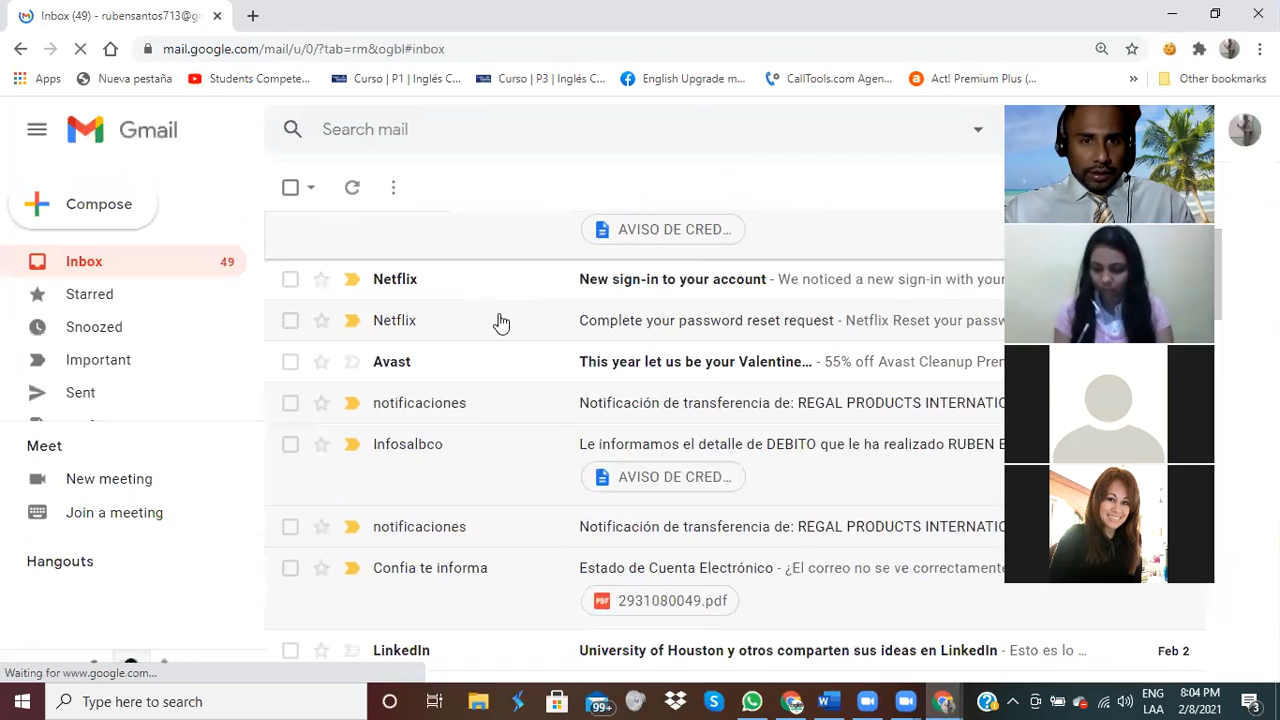 Inbox (49) - rubensantos713@g
mail.google.com/mail/u/0/?tab=rm&ogbl#inbox
Apps
Nueva pestaña
Students Compete...
Curso | P1 | Inglés C...
Curso | P3 | Inglés C...
English Upgrade m...
CallTools.com Agen...
Act! Premium Plus (...
»
Other bookmarks
Gmail
Search mail
Compose
AVISO DE CRED...
Inbox 49
Netflix New sign-in to your account - We noticed a new sign-in with your
Starred
Netflix Complete your password reset request - Netflix Reset your passw
Snoozed
Important
Avast This year let us be your Valentine... - 55% off Avast Cleanup Pre
Sent
notificaciones Notificación de transferencia de: REGAL PRODUCTS INTERNATIO
Meet
Infosalbco Le informamos el detalle de DEBITO que le ha realizado RUBEN E
New meeting
AVISO DE CRED...
Join a meeting
notificaciones Notificación de transferencia de: REGAL PRODUCTS INTERNATIO
Hangouts
Confia te informa Estado de Cuenta Electrónico - ¿El correo no se ve correctamente
PDF 2931080049.pdf
LinkedIn University of Houston y otros comparten sus ideas en LinkedIn - Esto es lo ... Feb 2
Waiting for www.google.com...
Type here to search
99+
ENG
LAA
8:04 PM
2/8/2021
3